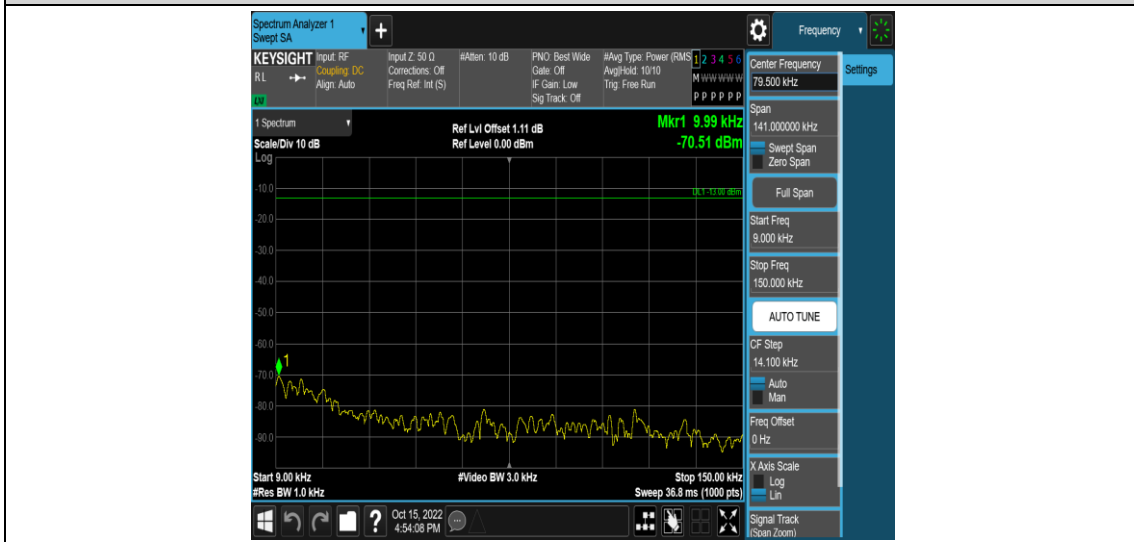 Spectrum Analyzer 1
Swept SA
Frequency
KEYSIGHT
RL
Input: RF
Coupling: DC
Align: Auto
Input Z: 50 Ω
Corrections: Off
Freq Ref: Int (S)
#Atten: 10 dB
PNO: Best Wide
Gate: Off
IF Gain: Low
Sig Track: Off
#Avg Type: Power (RMS
Avg|Hold: 10/10
Trig: Free Run
1 2 3 4 5 6
M W W W W W
P P P P P P
Center Frequency
79.500 kHz
Settings
Span
141.000000 kHz
Swept Span
Zero Span
Full Span
Start Freq
9.000 kHz
Stop Freq
150.000 kHz
AUTO TUNE
CF Step
14.100 kHz
Auto
Man
Freq Offset
0 Hz
X Axis Scale
Log
Lin
Signal Track
(Span Zoom)
1 Spectrum
Scale/Div 10 dB
Log
Ref Lvl Offset 1.11 dB
Ref Level 0.00 dBm
Mkr1 9.99 kHz
-70.51 dBm
DL1 -13.00 dBm
-10.0
-20.0
-30.0
-40.0
-50.0
-60.0
1
-70.0
-80.0
-90.0
Start 9.00 kHz
#Video BW 3.0 kHz
Stop 150.00 kHz
#Res BW 1.0 kHz
Sweep 36.8 ms (1000 pts)
?
Oct 15, 2022
4:54:08 PM